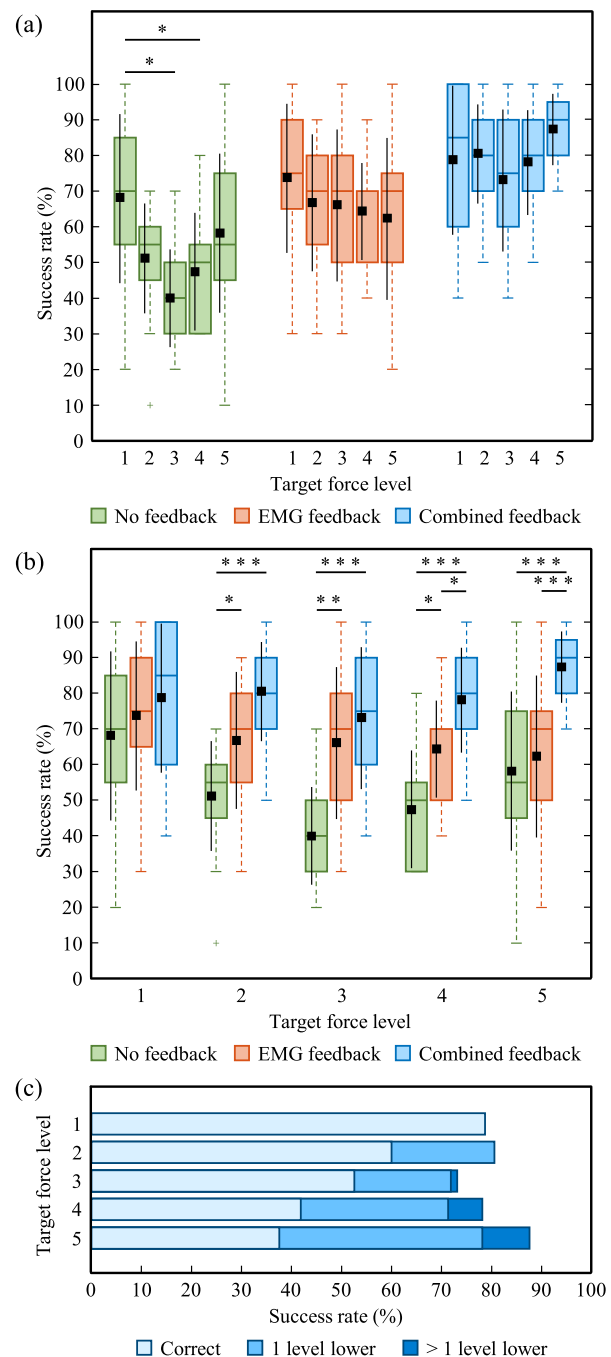 (a)
*
*
100
90
80
70
60
50
40
30
20
10
0
Success rate (%)
1 2 3 4 5 1 2 3 4 5 1 2 3 4 5
Target force level
No feedback EMG feedback Combined feedback
(b)
*** *** *** ***
* ** * * ***
100
90
80
70
60
50
40
30
20
10
0
Success rate (%)
1 2 3 4 5
Target force level
No feedback EMG feedback Combined feedback
(c)
Target force level
1
2
3
4
5
0 10 20 30 40 50 60 70 80 90 100
Success rate (%)
Correct 1 level lower > 1 level lower